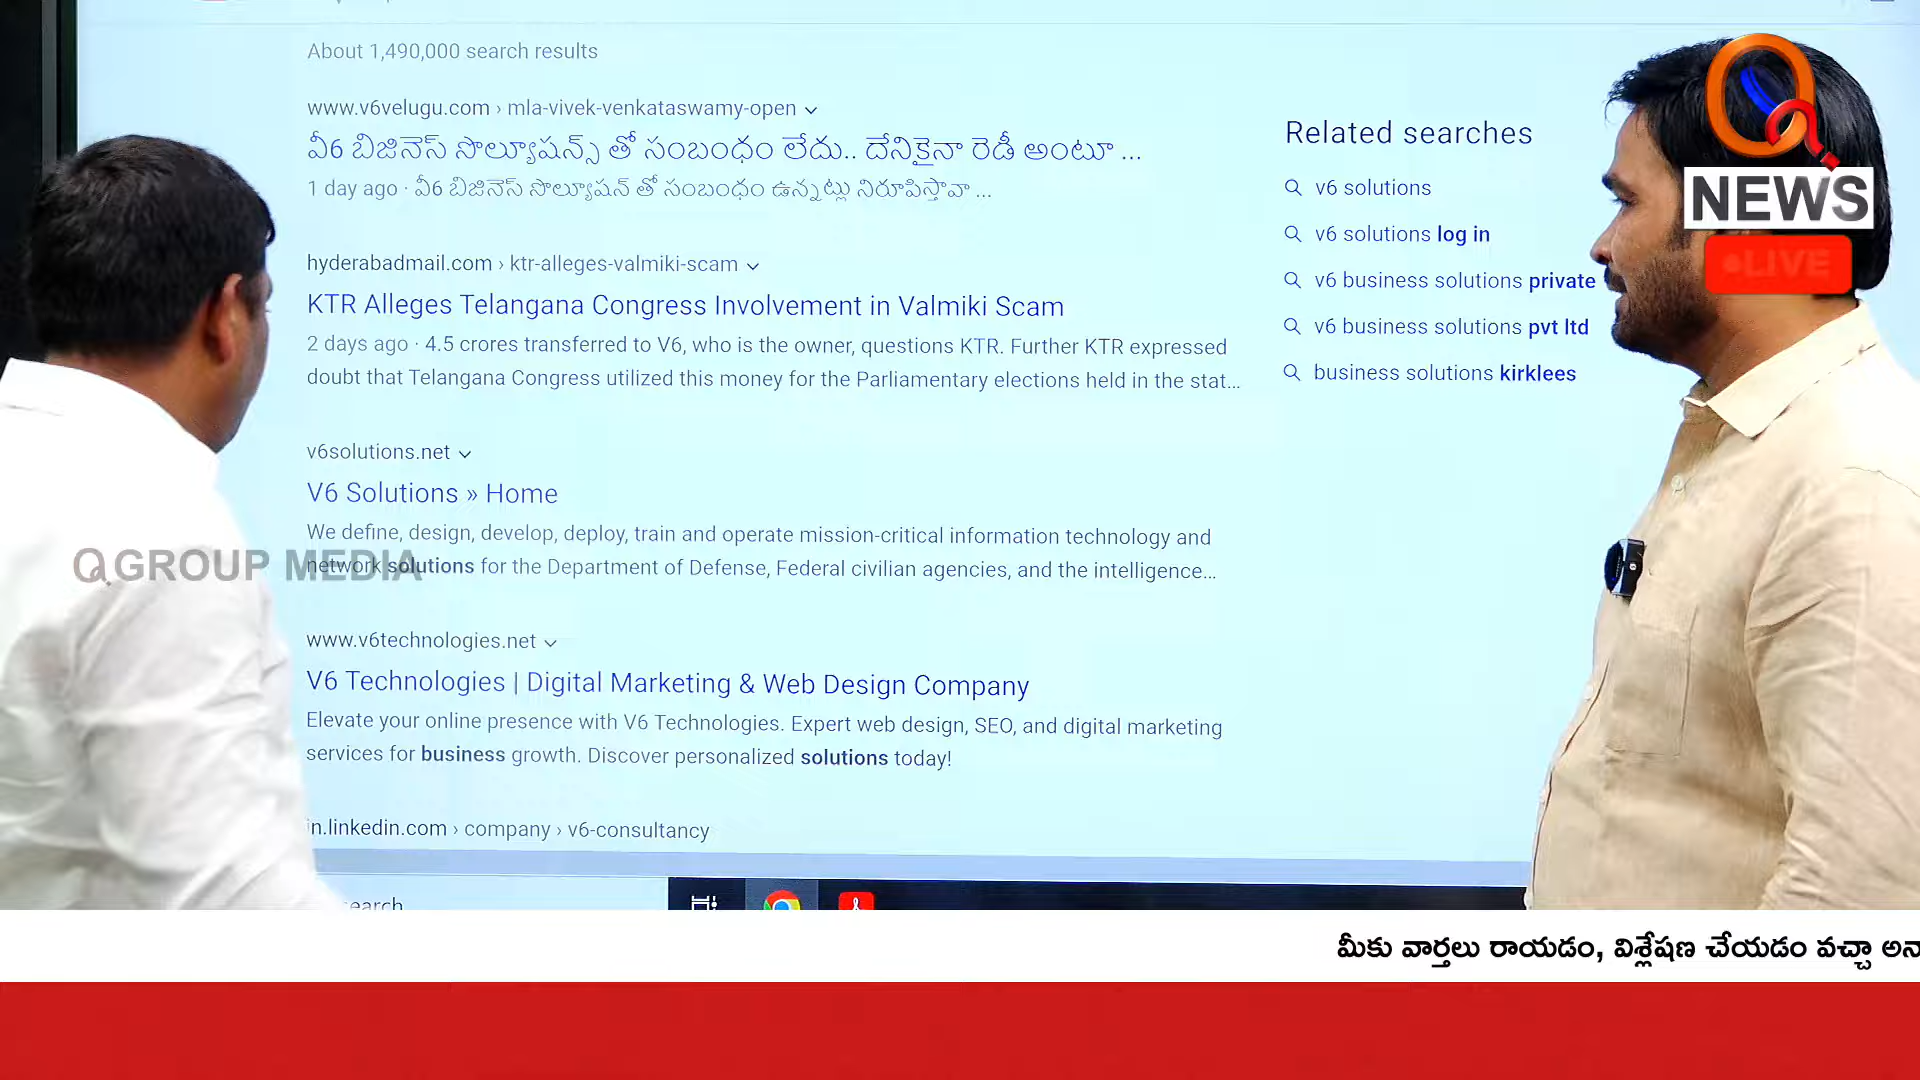 About 1,490,000 search results
www.v6velugu.com › mla-vivek-venkataswamy-open
వీ6 బిజినెస్ సొల్యూషన్స్ తో సంబంధం లేదు.. దేనికైనా రెడీ అంటూ ...
1 day ago · వీ6 బిజినెస్ సొల్యూషన్ తో సంబంధం ఉన్నట్లు నిరూపిస్తావా ...
hyderabadmail.com › ktr-alleges-valmiki-scam
KTR Alleges Telangana Congress Involvement in Valmiki Scam
2 days ago · 4.5 crores transferred to V6, who is the owner, questions KTR. Further KTR expressed
doubt that Telangana Congress utilized this money for the Parliamentary elections held in the stat...
v6solutions.net
V6 Solutions » Home
We define, design, develop, deploy, train and operate mission-critical information technology and
network solutions for the Department of Defense, Federal civilian agencies, and the intelligence...
www.v6technologies.net
V6 Technologies | Digital Marketing & Web Design Company
Elevate your online presence with V6 Technologies. Expert web design, SEO, and digital marketing
services for business growth. Discover personalized solutions today!
in.linkedin.com › company › v6-consultancy
earch
Related searches
v6 solutions
v6 solutions log in
v6 business solutions private
v6 business solutions pvt ltd
business solutions kirklees
Q
NEWS
LIVE
Q GROUP MEDIA
మీకు వార్తలు రాయడం, విశ్లేషణ చేయడం వచ్చా అన